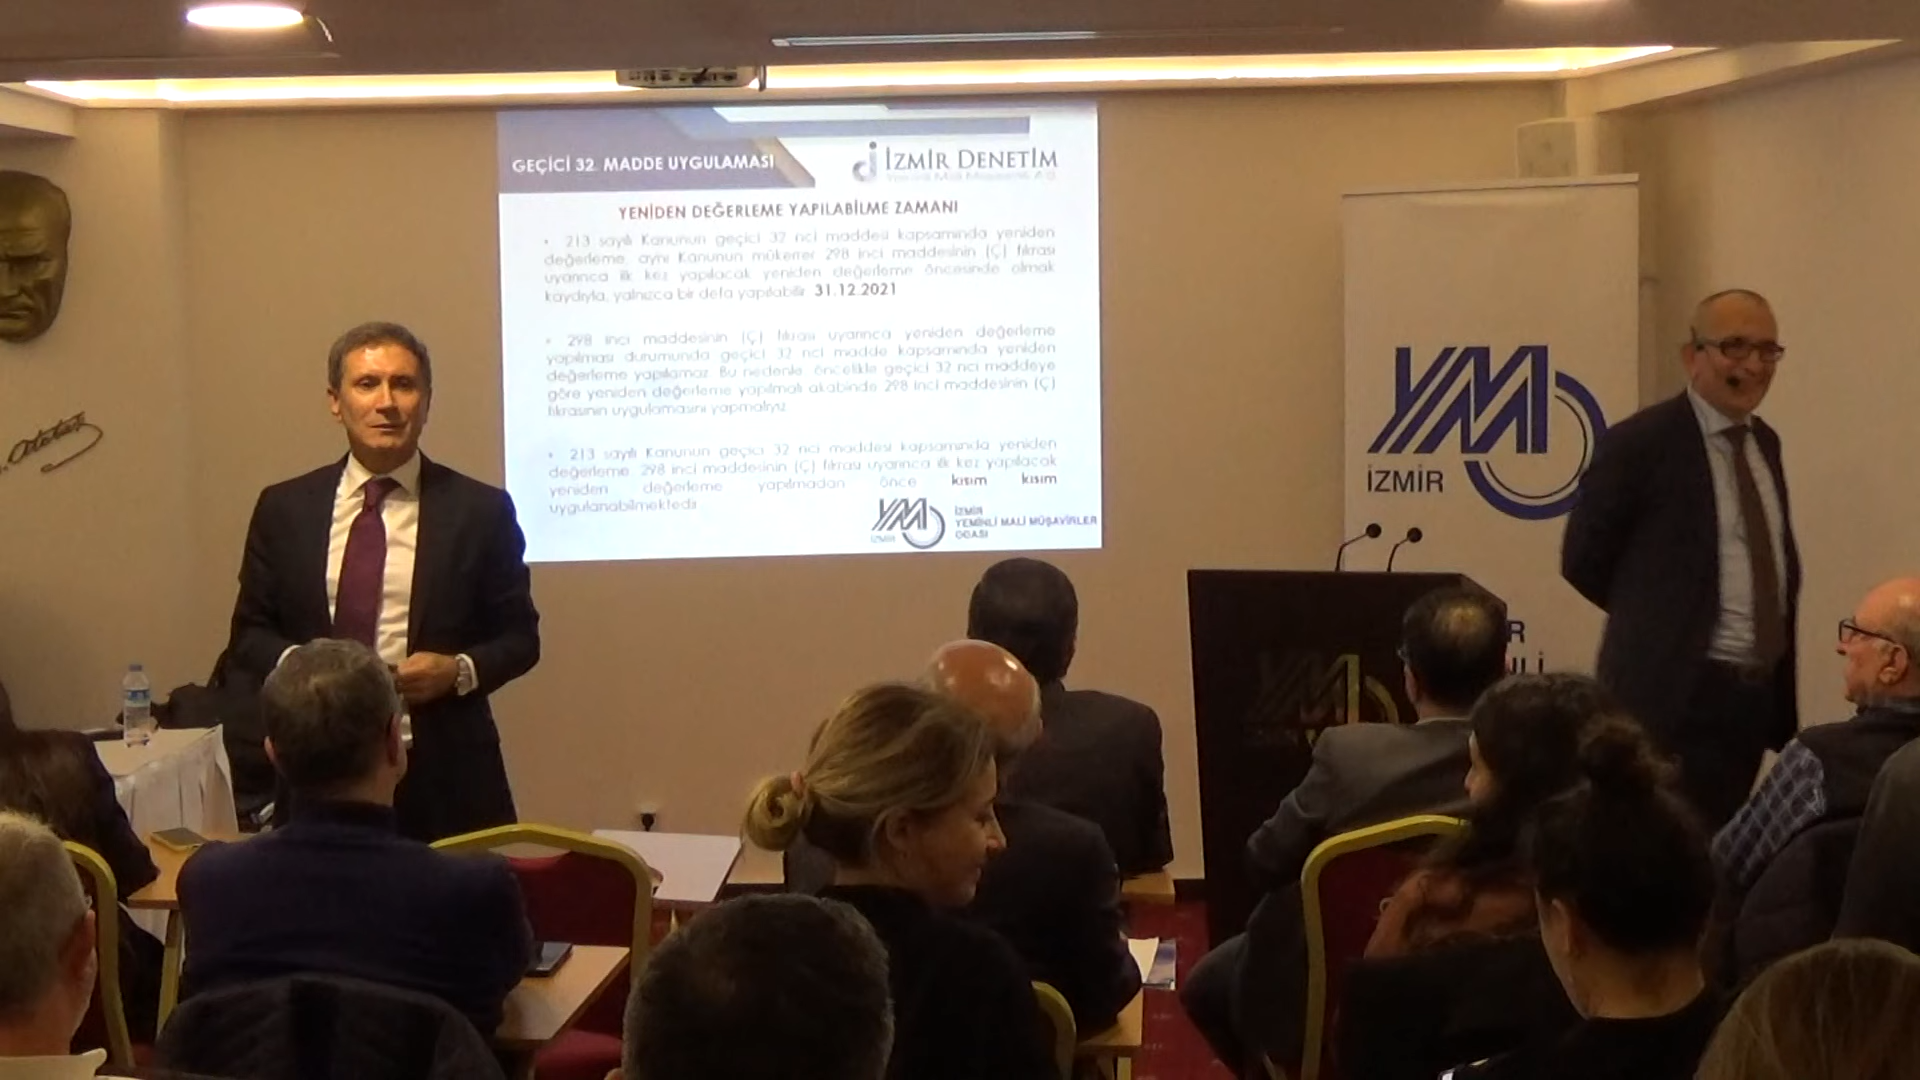 GEÇİCİ 32. MADDE UYGULAMASI
İZMİR DENETİM
Yeminli Mali Müşavirlik A.Ş.
YENİDEN DEĞERLEME YAPILABİLME ZAMANI
• 213 sayılı Kanunun geçici 32 nci maddesi kapsamında yeniden
değerleme, aynı Kanunun mükerrer 298 inci maddesinin (Ç) fıkrası
uyarınca ilk kez yapılacak yeniden değerleme öncesinde olmak
kaydıyla, yalnızca bir defa yapılabilir. 31.12.2021
• 298 inci maddesinin (Ç) fıkrası uyarınca yeniden değerleme
yapılması durumunda geçici 32 nci madde kapsamında yeniden
değerleme yapılamaz. Bu nedenle, öncelikle geçici 32 nci maddeye
göre yeniden değerleme yapılmalı akabinde 298 inci maddesinin (Ç)
fıkrasının uygulamasını yapmalıyız.
• 213 sayılı Kanunun geçici 32 nci maddesi kapsamında yeniden
değerleme, 298 inci maddesinin (Ç) fıkrası uyarınca ilk kez yapılacak
yeniden değerleme yapılmadan önce kısım kısım
uygulanabilmektedir.
YMMO
İZMİR
İZMİR
YEMİNLİ MALİ MÜŞAVİRLER
ODASI
YMMO
İZMİR